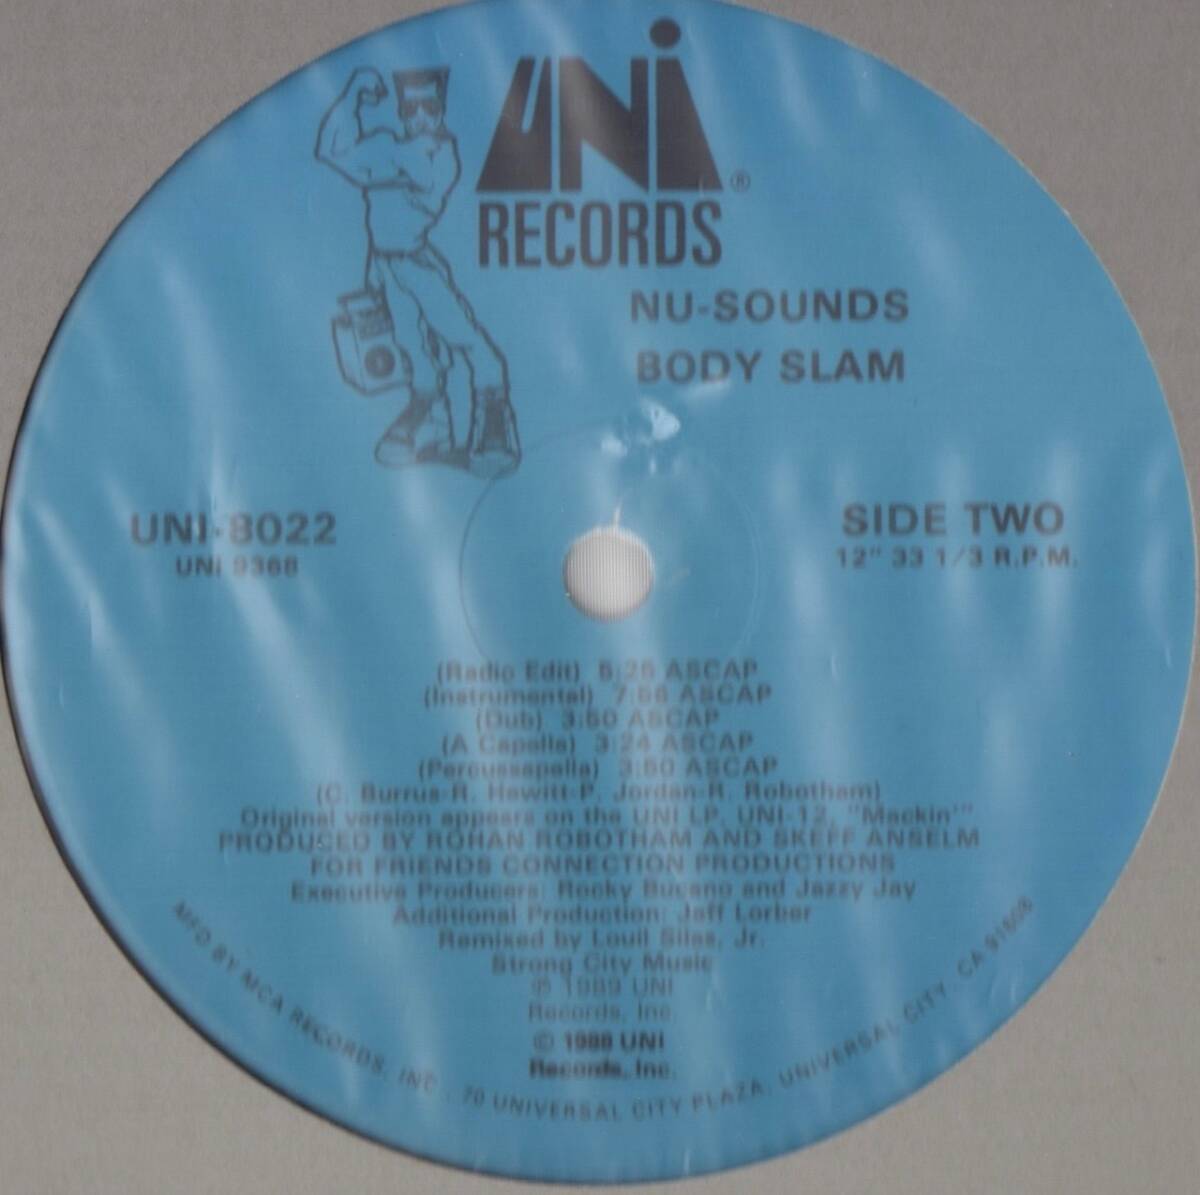 UNI®
RECORDS
NU-SOUNDS
BODY SLAM
UNI-8022
UNI 9368
SIDE TWO
12" 33 1/3 R.P.M.
(Radio Edit) 5:25 ASCAP
(Instrumental) 7:56 ASCAP
(Dub) 3:50 ASCAP
(A Capella) 3:24 ASCAP
(Percussapella) 3:50 ASCAP
(C. Burrus-R. Hewitt-P. Jordan-R. Robotham)
Original version appears on the UNI LP, UNI-12, "Mackin'"
PRODUCED BY ROHAN ROBOTHAM AND SKEFF ANSELM
FOR FRIENDS CONNECTION PRODUCTIONS
Executive Producers: Rocky Bucano and Jazzy Jay
Additional Production: Jeff Lorber
Remixed by Louil Silas, Jr.
Strong City Music
℗ 1989 UNI
Records, Inc.
© 1988 UNI
Records, Inc.
MFD BY MCA RECORDS, INC., 70 UNIVERSAL CITY PLAZA, UNIVERSAL CITY, CA 91608